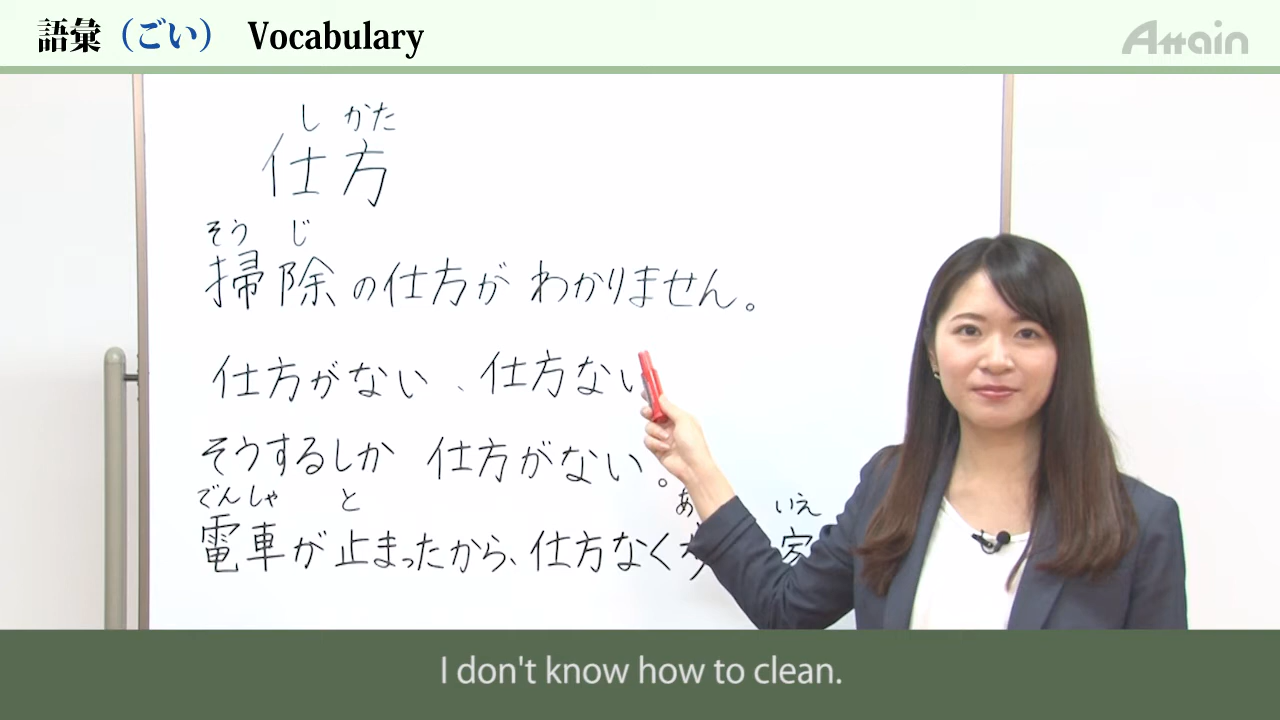 語彙（ごい） Vocabulary
Attain
しかた
仕方
そうじ
掃除の仕方がわかりません。
仕方がない、仕方ない
そうするしか仕方がない。
でんしゃ と あ いえ
電車が止まったから、仕方なく 家
I don't know how to clean.